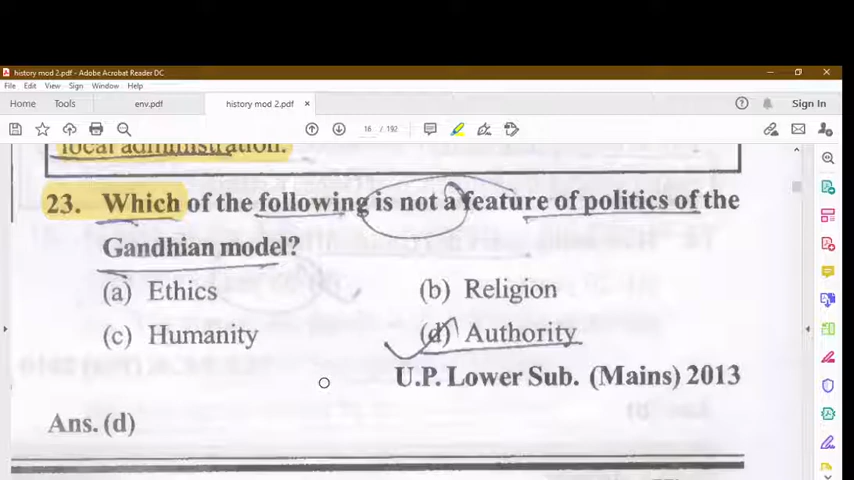 history mod 2.pdf - Adobe Acrobat Reader DC
File Edit View Sign Window Help
Home Tools env.pdf history mod 2.pdf × Sign In
16 / 192
local administration.
23. Which of the following is not a feature of politics of the
Gandhian model?
(a) Ethics (b) Religion
(c) Humanity (d) Authority
U.P. Lower Sub. (Mains) 2013
Ans. (d)